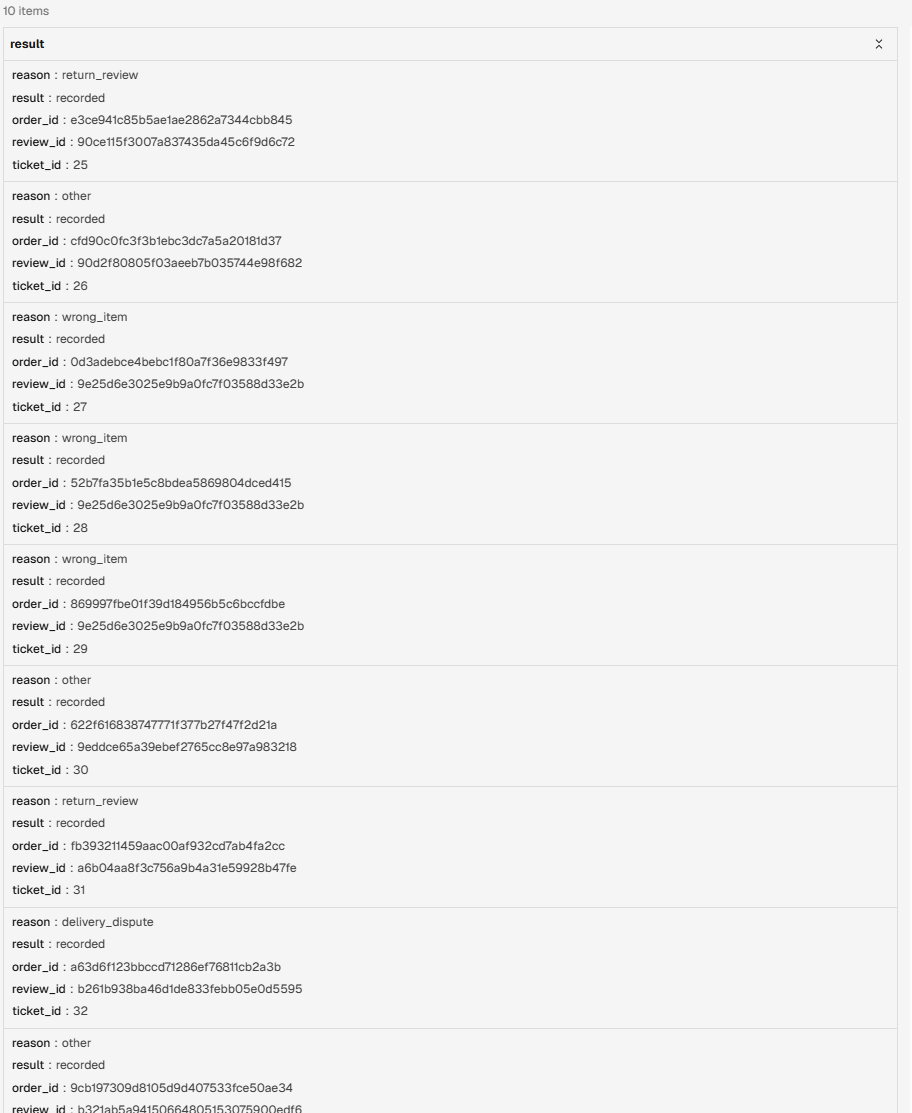 10 items
result
reason : return_review
result : recorded
order_id : e3ce941c85b5ae1ae2862a7344cbb845
review_id : 90ce115f3007a837435da45c6f9d6c72
ticket_id : 25
reason : other
result : recorded
order_id : cfd90c0fc3f3b1ebc3dc7a5a20181d37
review_id : 90d2f80805f03aeeb7b035744e98f682
ticket_id : 26
reason : wrong_item
result : recorded
order_id : 0d3adebce4bebc1f80a7f36e9833f497
review_id : 9e25d6e3025e9b9a0fc7f03588d33e2b
ticket_id : 27
reason : wrong_item
result : recorded
order_id : 52b7fa35b1e5c8bdea5869804dced415
review_id : 9e25d6e3025e9b9a0fc7f03588d33e2b
ticket_id : 28
reason : wrong_item
result : recorded
order_id : 869997fbe01f39d184956b5c6bccfdbe
review_id : 9e25d6e3025e9b9a0fc7f03588d33e2b
ticket_id : 29
reason : other
result : recorded
order_id : 622f616838747771f377b27f47f2d21a
review_id : 9eddce65a39ebef2765cc8e97a983218
ticket_id : 30
reason : return_review
result : recorded
order_id : fb393211459aac00af932cd7ab4fa2cc
review_id : a6b04aa8f3c756a9b4a31e59928b47fe
ticket_id : 31
reason : delivery_dispute
result : recorded
order_id : a63d6f123bbccd71286ef76811cb2a3b
review_id : b261b938ba46d1de833febb05e0d5595
ticket_id : 32
reason : other
result : recorded
order_id : 9cb197309d8105d9d407533fce50ae34
review_id : b321ab5a94150664805153075900edf6